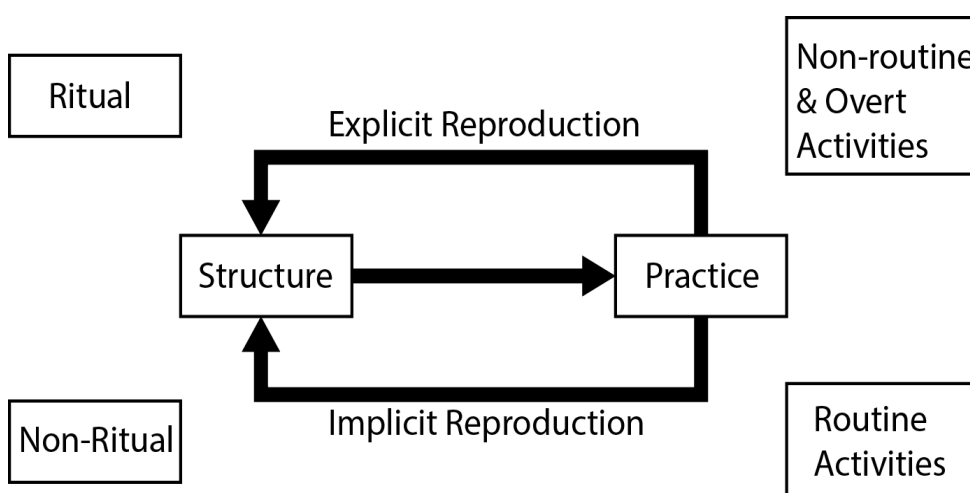 Ritual
Non-routine
& Overt
Activities
Explicit Reproduction
Structure
Practice
Implicit Reproduction
Non-Ritual
Routine
Activities